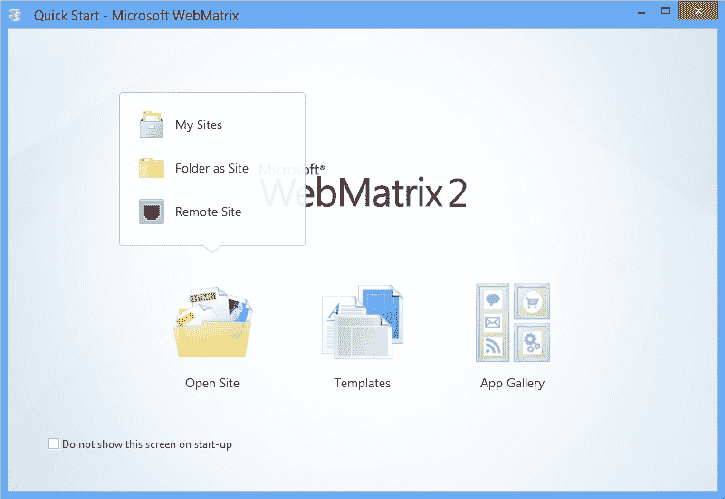 Quick Start - Microsoft WebMatrix
My Sites
Folder as Site
Remote Site
Microsoft®
WebMatrix 2
Open Site
Templates
App Gallery
Do not show this screen on start-up